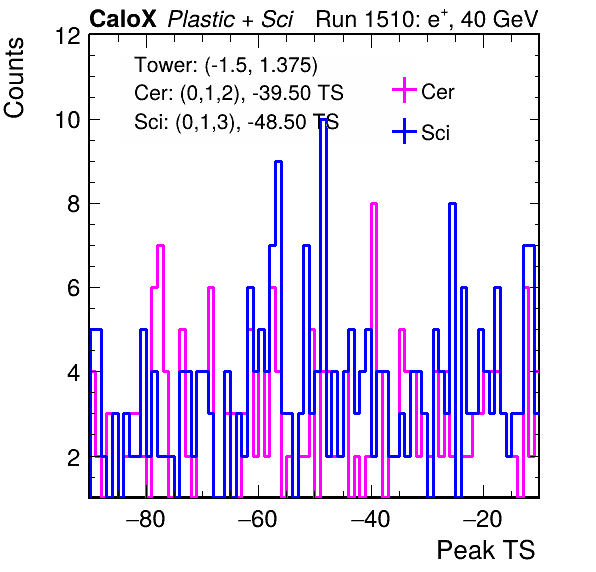 CaloX Plastic + Sci Run 1510: e+, 40 GeV
Counts
Tower: (-1.5, 1.375)
Cer: (0,1,2), -39.50 TS
Sci: (0,1,3), -48.50 TS
Cer
Sci
12
10
8
6
4
2
−80 −60 −40 −20
Peak TS